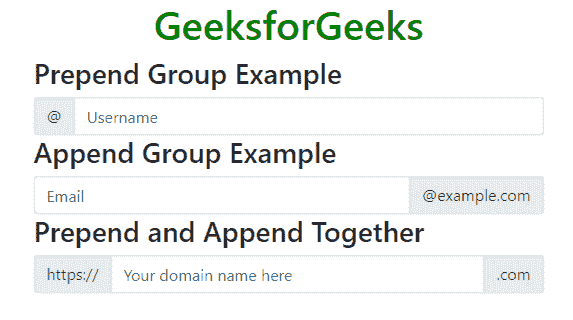 GeeksforGeeks
Prepend Group Example
@ Username
Append Group Example
Email @example.com
Prepend and Append Together
https:// Your domain name here .com